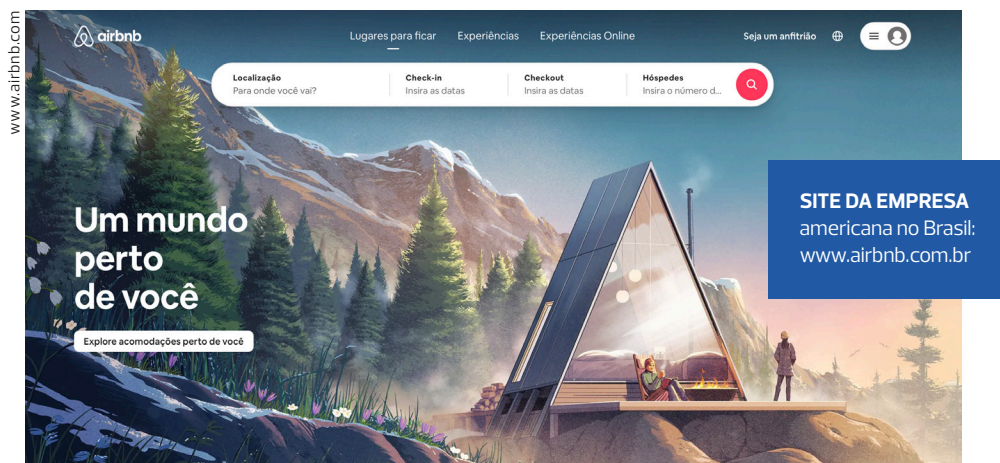 www.airbnb.com
airbnb
Lugares para ficar Experiências Experiências Online
Seja um anfitrião
Localização Check-in Checkout Hóspedes
Para onde você vai? Insira as datas Insira as datas Insira o número d...
Um mundo
perto
de você
Explore acomodações perto de você
SITE DA EMPRESA
americana no Brasil:
www.airbnb.com.br